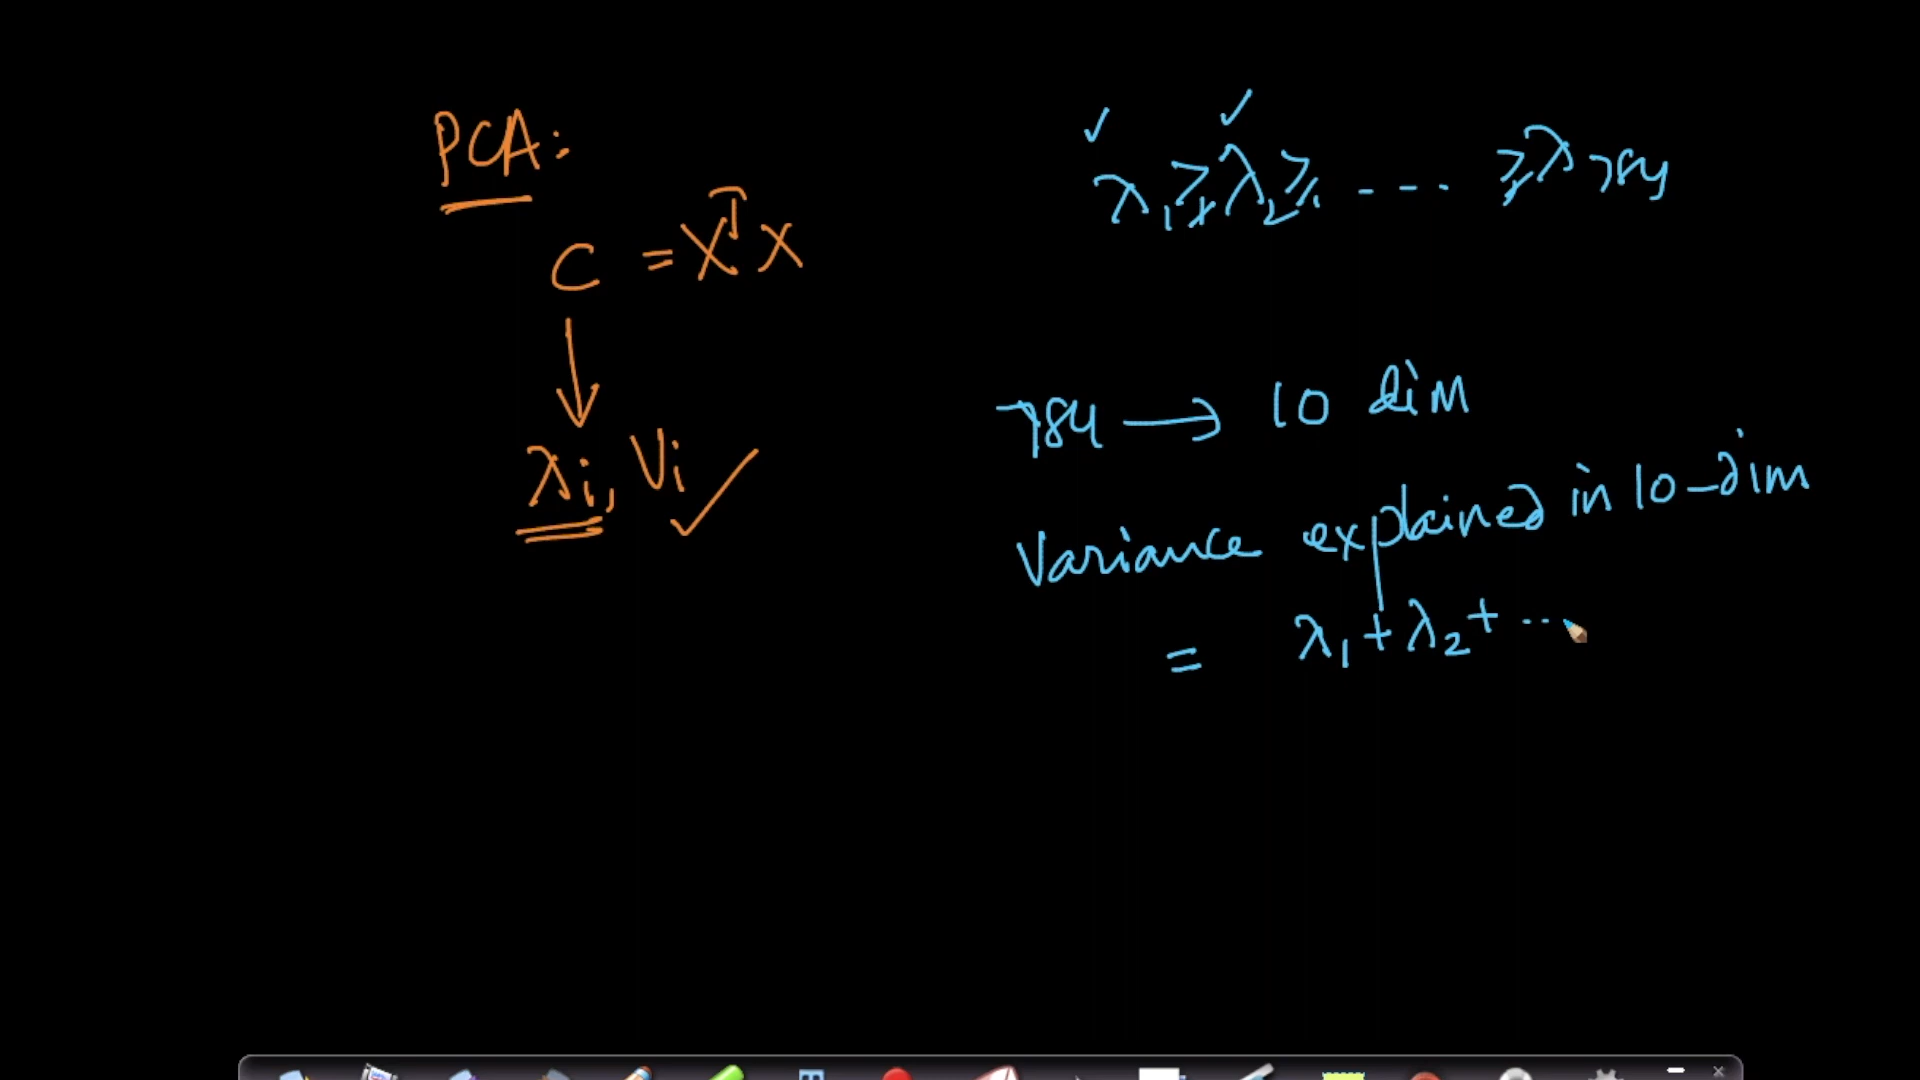 PCA:
C = XᵀX
λi, Vi
λ₁ ≥ λ₂ ≥ --- ≥ λ784
784 → 10 dim
Variance explained in 10-dim
= λ₁ + λ₂ + ...